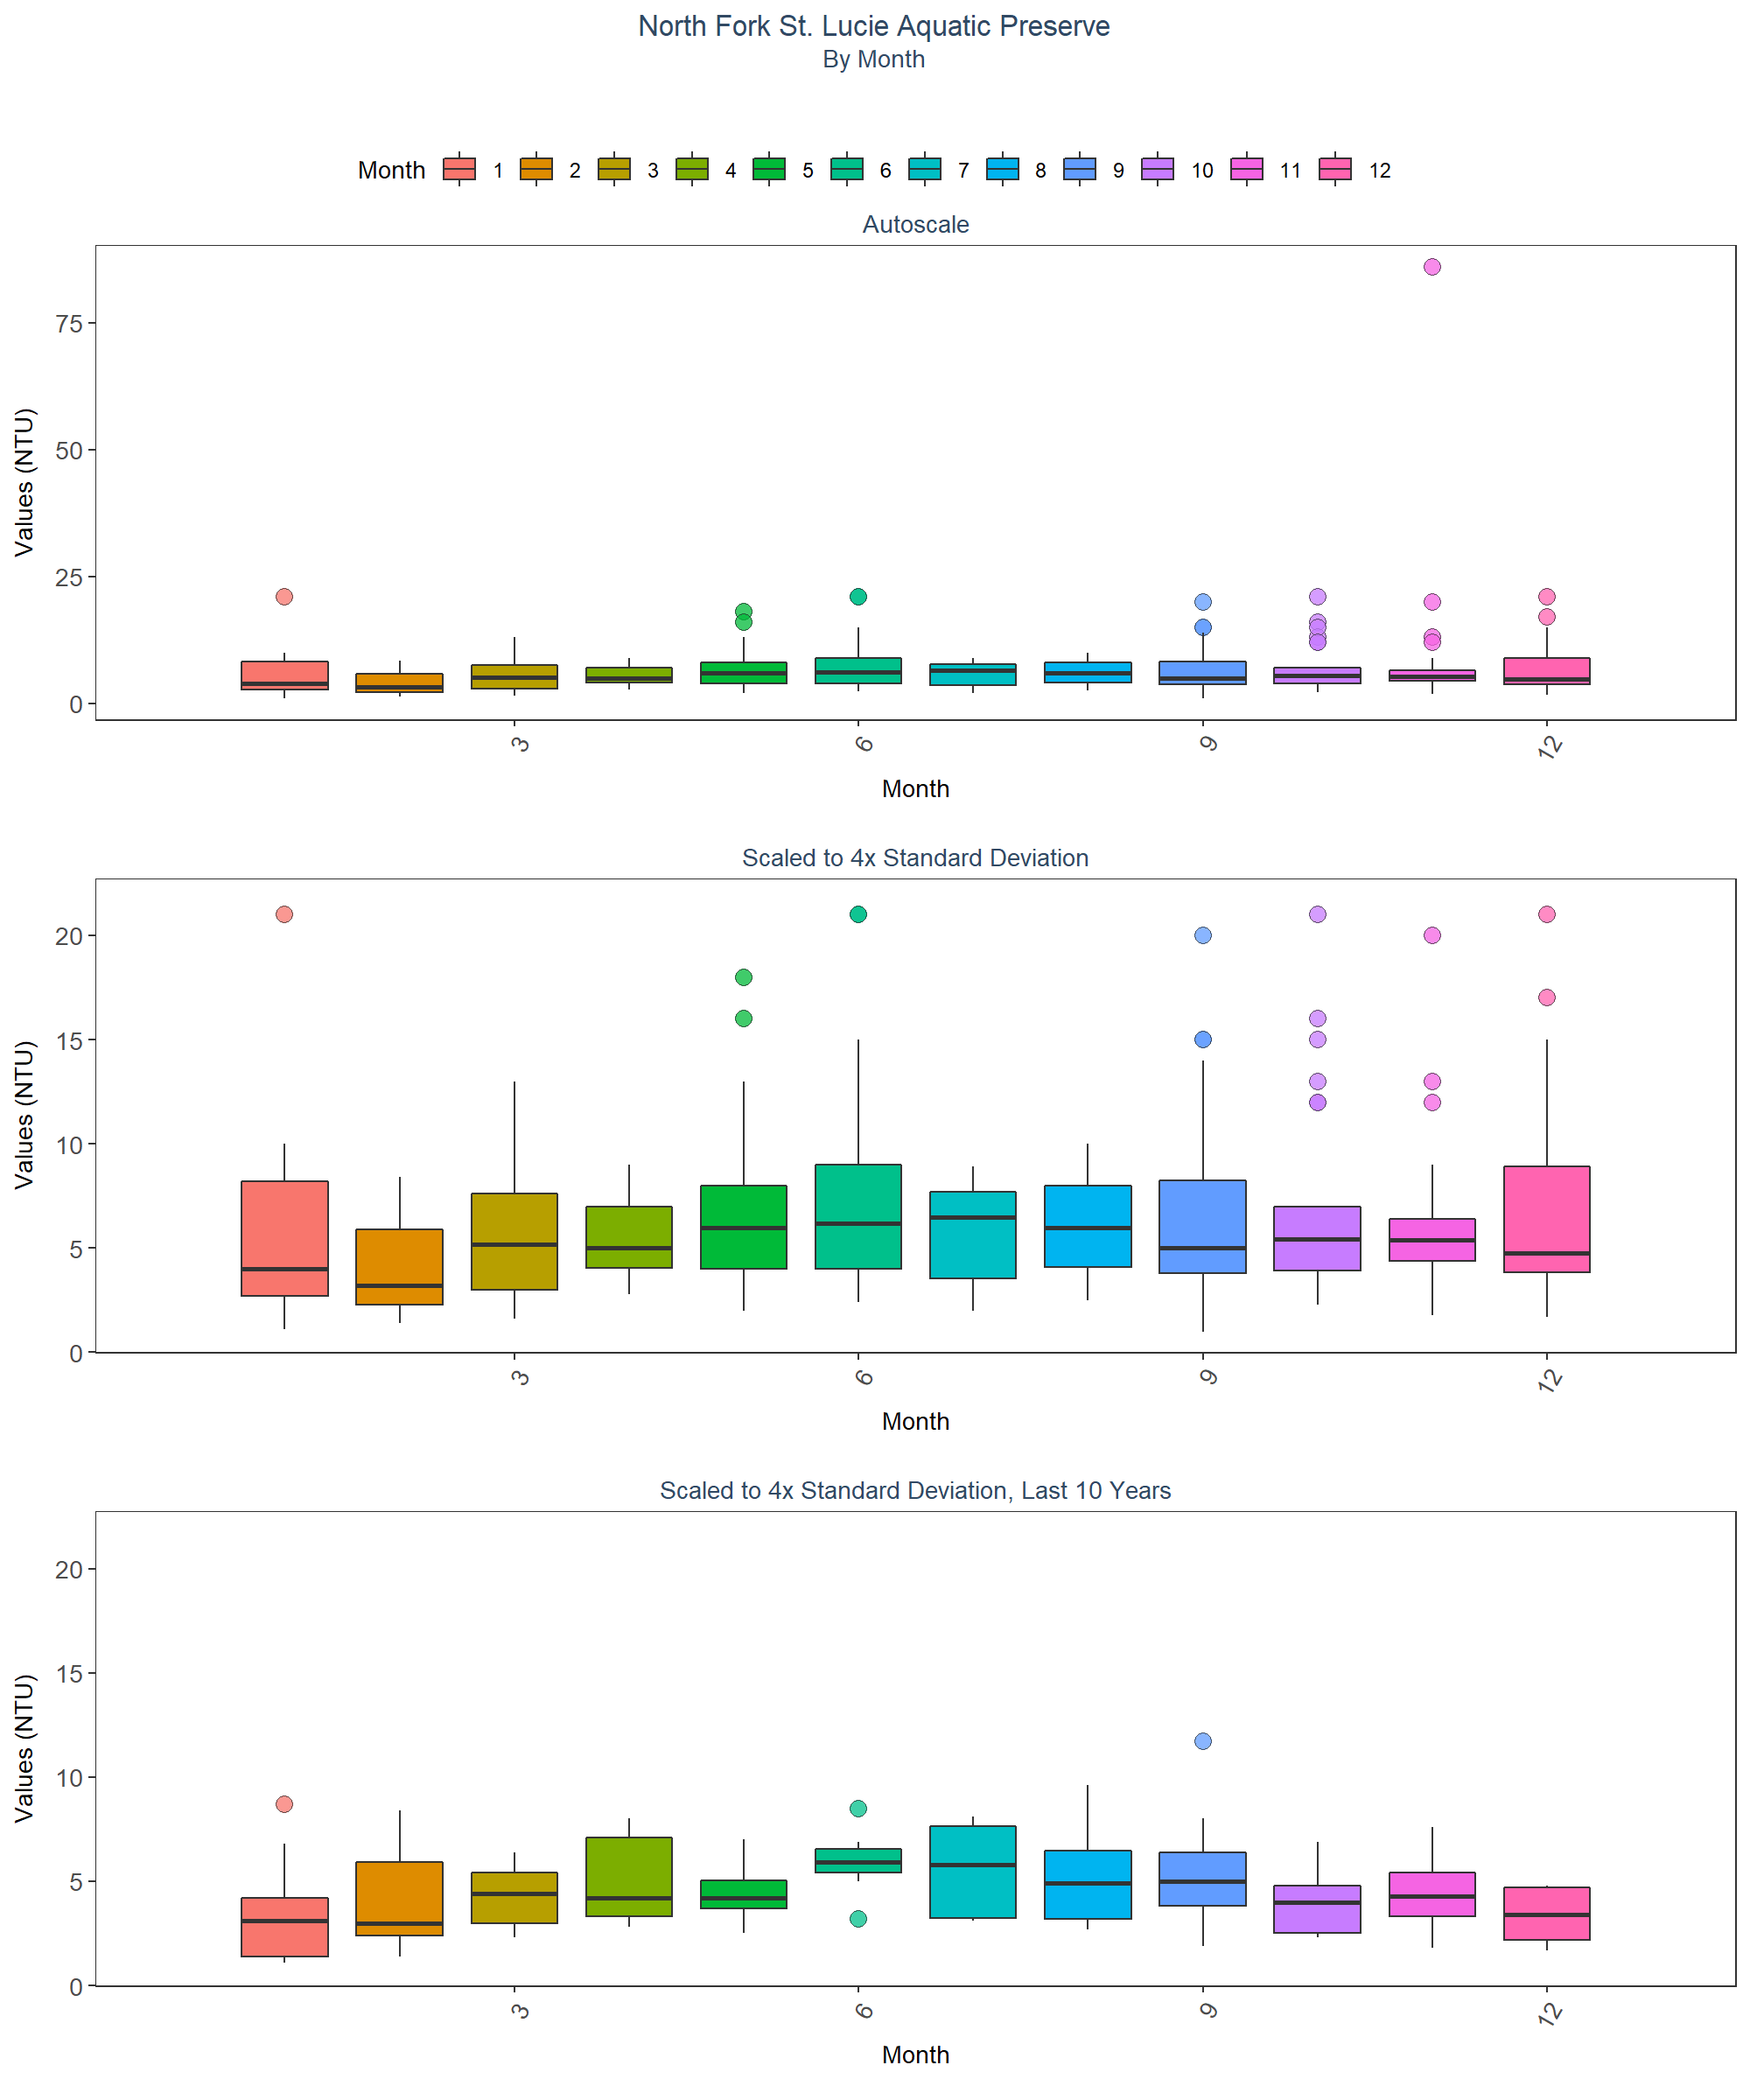 North Fork St. Lucie Aquatic Preserve
By Month
Month 1 2 3 4 5 6 7 8 9 10 11 12
Autoscale
Values (NTU)
75
50
25
0
3 6 9 12
Month
Scaled to 4x Standard Deviation
Values (NTU)
20
15
10
5
0
3 6 9 12
Month
Scaled to 4x Standard Deviation, Last 10 Years
Values (NTU)
20
15
10
5
0
3 6 9 12
Month